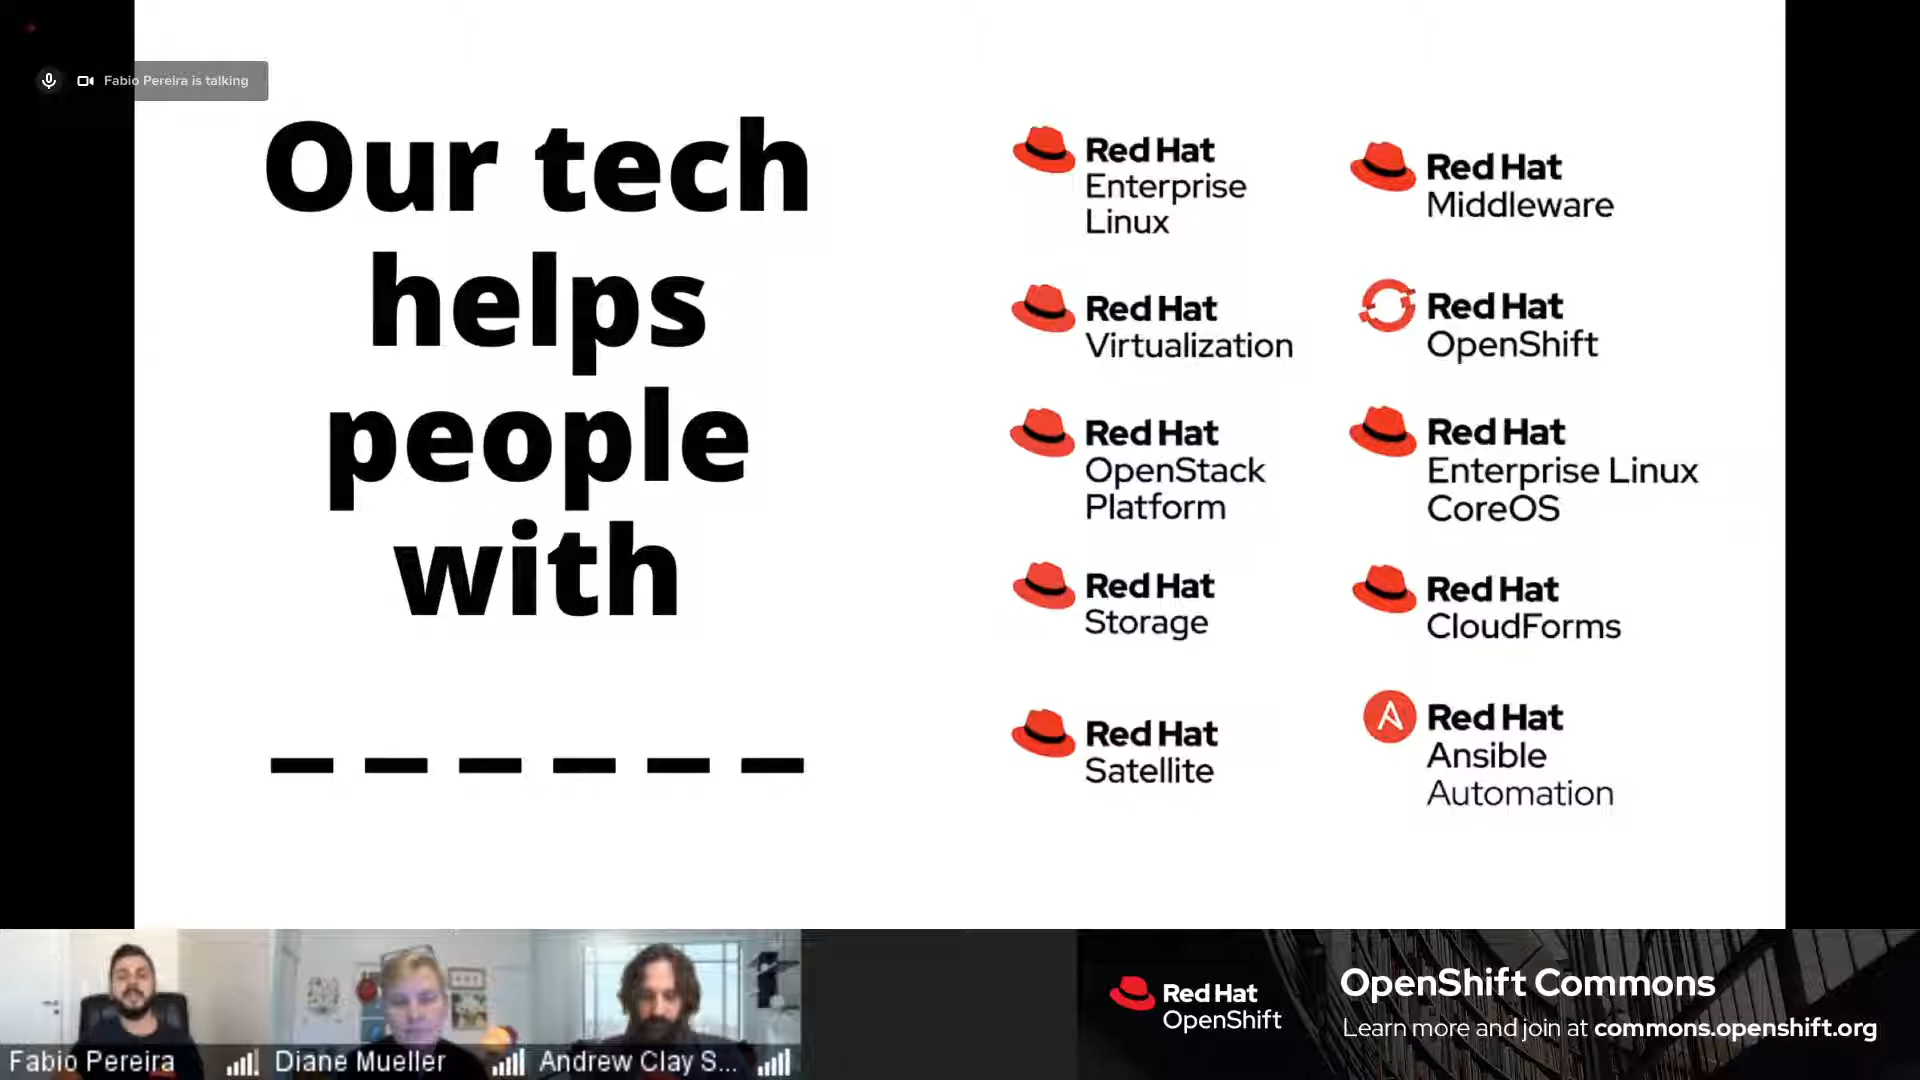 Fabio Pereira is talking
Our tech
helps
people
with
Red Hat
Enterprise
Linux
Red Hat
Middleware
Red Hat
Virtualization
Red Hat
OpenShift
Red Hat
OpenStack
Platform
Red Hat
Enterprise Linux
CoreOS
Red Hat
Storage
Red Hat
CloudForms
Red Hat
Satellite
Red Hat
Ansible
Automation
Fabio Pereira
Diane Mueller
Andrew Clay S...
Red Hat
OpenShift
OpenShift Commons
Learn more and join at commons.openshift.org